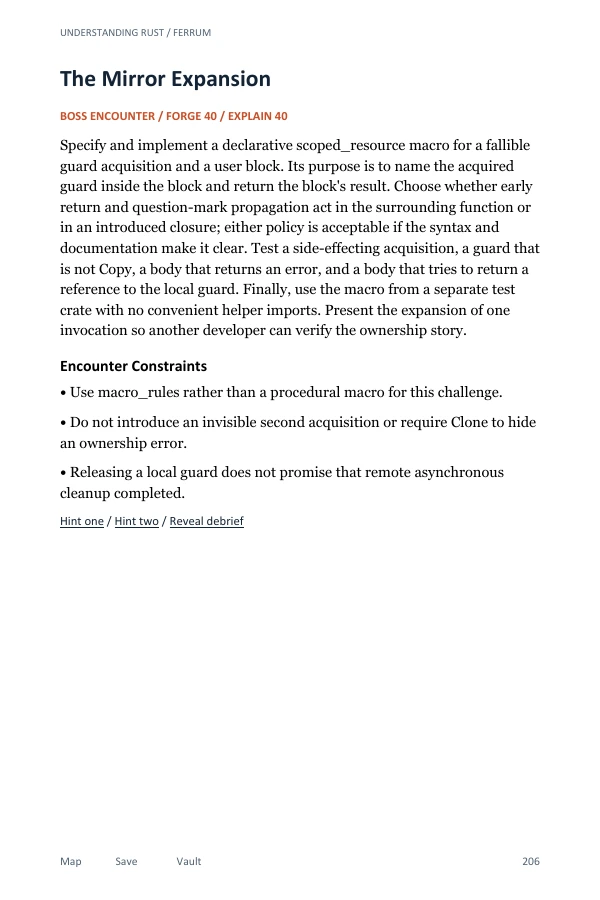 UNDERSTANDING RUST / FERRUM
The Mirror Expansion
BOSS ENCOUNTER / FORGE 40 / EXPLAIN 40
Specify and implement a declarative scoped_resource macro for a fallible
guard acquisition and a user block. Its purpose is to name the acquired
guard inside the block and return the block's result. Choose whether early
return and question-mark propagation act in the surrounding function or
in an introduced closure; either policy is acceptable if the syntax and
documentation make it clear. Test a side-effecting acquisition, a guard that
is not Copy, a body that returns an error, and a body that tries to return a
reference to the local guard. Finally, use the macro from a separate test
crate with no convenient helper imports. Present the expansion of one
invocation so another developer can verify the ownership story.
Encounter Constraints
• Use macro_rules rather than a procedural macro for this challenge.
• Do not introduce an invisible second acquisition or require Clone to hide
an ownership error.
• Releasing a local guard does not promise that remote asynchronous
cleanup completed.
Hint one / Hint two / Reveal debrief
Map Save Vault 206